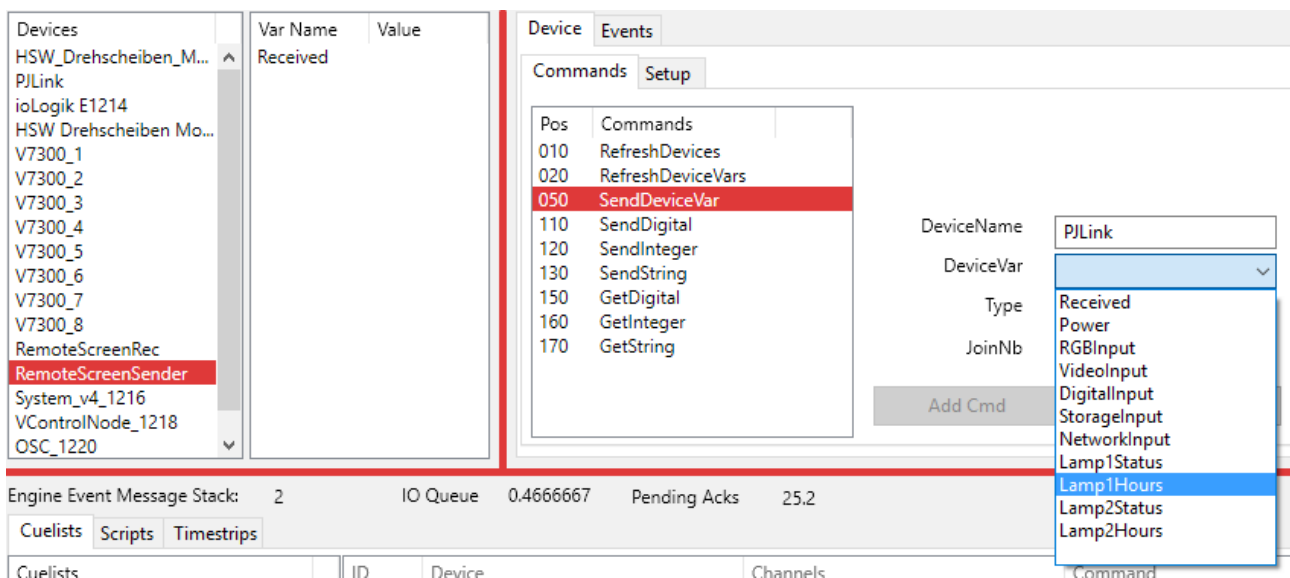 Devices
HSW_Drehscheiben_M...
PJLink
ioLogik E1214
HSW Drehscheiben Mo...
V7300_1
V7300_2
V7300_3
V7300_4
V7300_5
V7300_6
V7300_7
V7300_8
RemoteScreenRec
RemoteScreenSender
System_v4_1216
VControlNode_1218
OSC_1220
Var Name Value
Received
Device Events
Commands Setup
Pos Commands
010 RefreshDevices
020 RefreshDeviceVars
050 SendDeviceVar
110 SendDigital
120 SendInteger
130 SendString
150 GetDigital
160 GetInteger
170 GetString
DeviceName PJLink
DeviceVar
Type
JoinNb
Add Cmd
Received
Power
RGBInput
VideoInput
DigitalInput
StorageInput
NetworkInput
Lamp1Status
Lamp1Hours
Lamp2Status
Lamp2Hours
Engine Event Message Stack: 2 IO Queue 0.4666667 Pending Acks 25.2
Cuelists Scripts Timestrips
Cuelists ID Device Channels Command